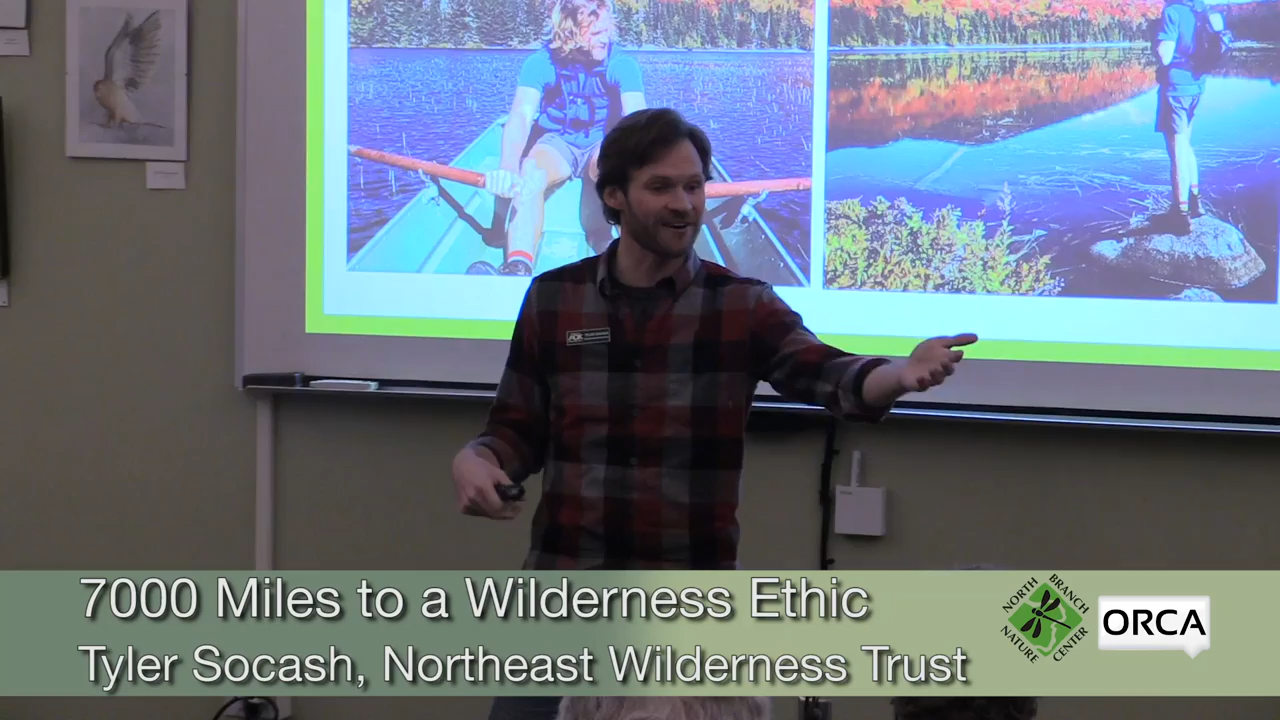 7000 Miles to a Wilderness Ethic
Tyler Socash, Northeast Wilderness Trust
NORTH BRANCH
NATURE CENTER
ORCA